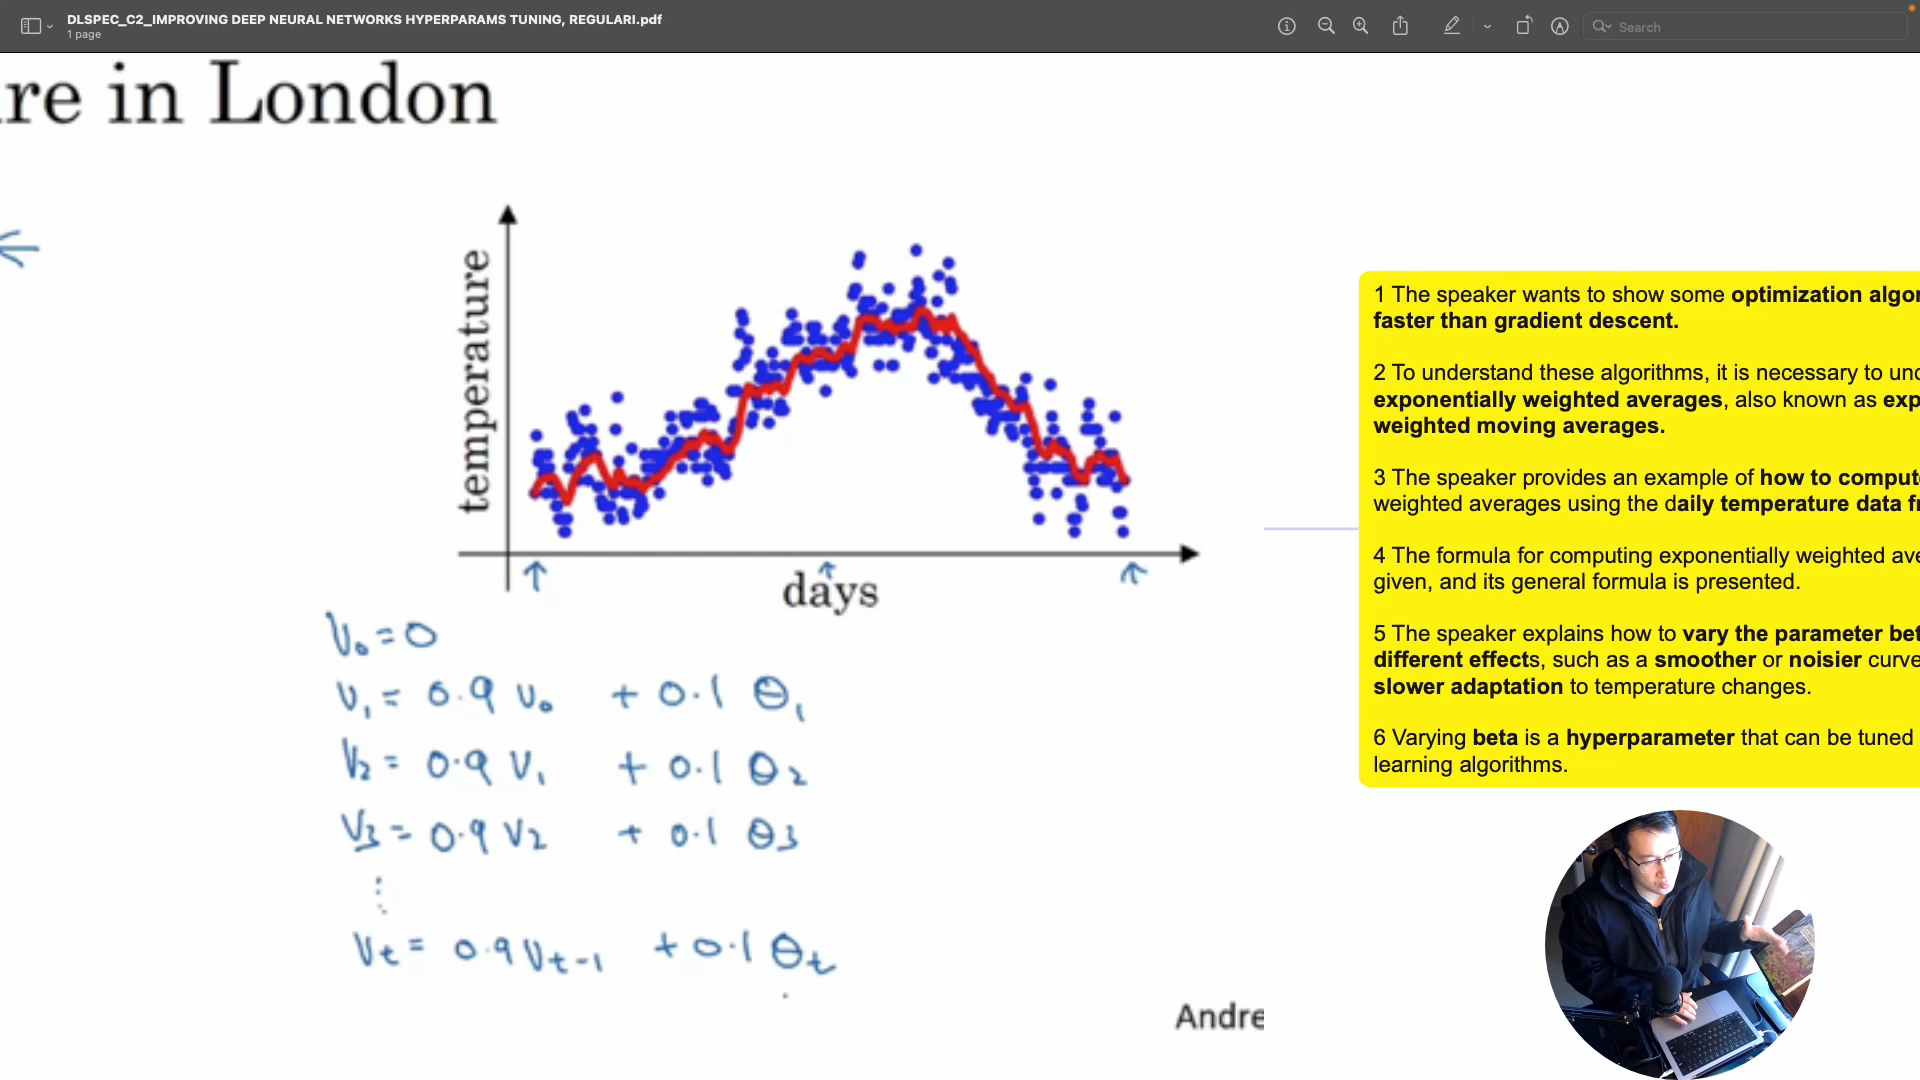 DLSPEC_C2_IMPROVING DEEP NEURAL NETWORKS HYPERPARAMS TUNING, REGULARI.pdf
1 page
Search
re in London
temperature
days
V₀ = 0
V₁ = 0.9 V₀ + 0.1 θ₁
V₂ = 0.9 V₁ + 0.1 θ₂
V₃ = 0.9 V₂ + 0.1 θ₃
⋮
Vt = 0.9 Vt-1 + 0.1 θt
Andre
1 The speaker wants to show some optimization algor
faster than gradient descent.
2 To understand these algorithms, it is necessary to und
exponentially weighted averages, also known as exp
weighted moving averages.
3 The speaker provides an example of how to comput
weighted averages using the daily temperature data f
4 The formula for computing exponentially weighted ave
given, and its general formula is presented.
5 The speaker explains how to vary the parameter bet
different effects, such as a smoother or noisier curve
slower adaptation to temperature changes.
6 Varying beta is a hyperparameter that can be tuned
learning algorithms.